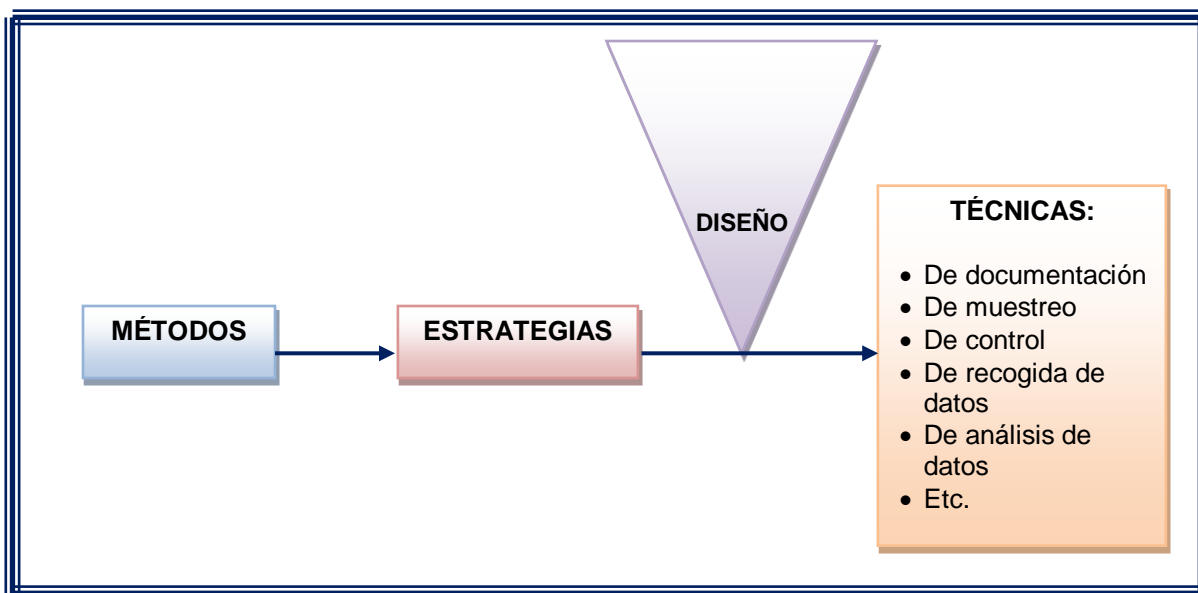 MÉTODOS
ESTRATEGIAS
DISEÑO
TÉCNICAS:
• De documentación
• De muestreo
• De control
• De recogida de
datos
• De análisis de
datos
• Etc.